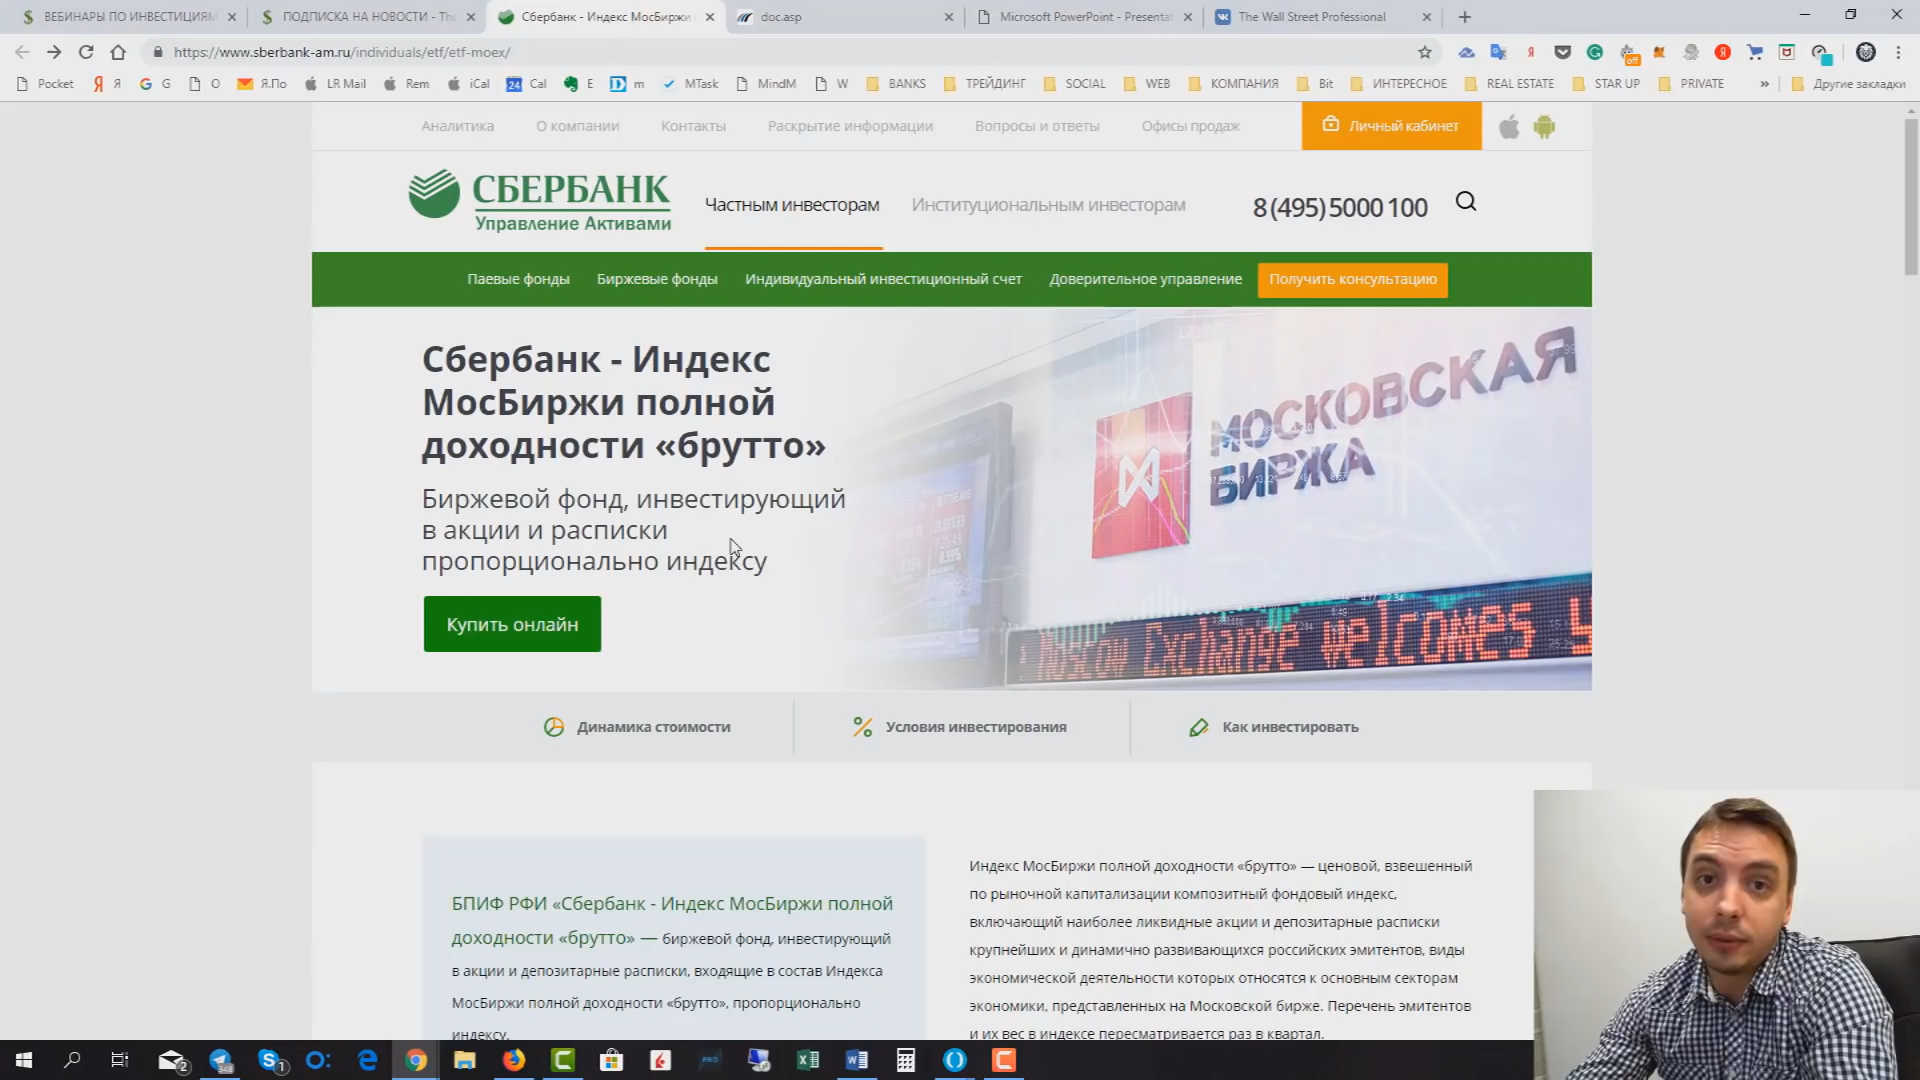 ВЕБИНАРЫ ПО ИНВЕСТИЦИЯМ
ПОДПИСКА НА НОВОСТИ - The
Сбербанк - Индекс МосБиржи
doc.asp
Microsoft PowerPoint - Presenta
The Wall Street Professional
https://www.sberbank-am.ru/individuals/etf/etf-moex/
Pocket
Я
G
O
Я.По
LR Mail
Rem
iCal
24
Cal
E
m
MTask
MindM
W
BANKS
ТРЕЙДИНГ
SOCIAL
WEB
КОМПАНИЯ
Bit
ИНТЕРЕСНОЕ
REAL ESTATE
STAR UP
PRIVATE
»
Другие закладки
Аналитика
О компании
Контакты
Раскрытие информации
Вопросы и ответы
Офисы продаж
Личный кабинет
СБЕРБАНК
Управление Активами
Частным инвесторам
Институциональным инвесторам
8 (495) 5000 100
Паевые фонды
Биржевые фонды
Индивидуальный инвестиционный счет
Доверительное управление
Получить консультацию
Сбербанк - Индекс
МосБиржи полной
доходности «брутто»
Биржевой фонд, инвестирующий
в акции и расписки
пропорционально индексу
Купить онлайн
МОСКОВСКАЯ
БИРЖА
Moscow Exchange welcomes
Динамика стоимости
Условия инвестирования
Как инвестировать
БПИФ РФИ «Сбербанк - Индекс МосБиржи полной
доходности «брутто» — биржевой фонд, инвестирующий
в акции и депозитарные расписки, входящие в состав Индекса
МосБиржи полной доходности «брутто», пропорционально
индексу.
Индекс МосБиржи полной доходности «брутто» — ценовой, взвешенный
по рыночной капитализации композитный фондовый индекс,
включающий наиболее ликвидные акции и депозитарные расписки
крупнейших и динамично развивающихся российских эмитентов, виды
экономической деятельности которых относятся к основным секторам
экономики, представленных на Московской бирже. Перечень эмитентов
и их вес в индексе пересматривается раз в квартал.